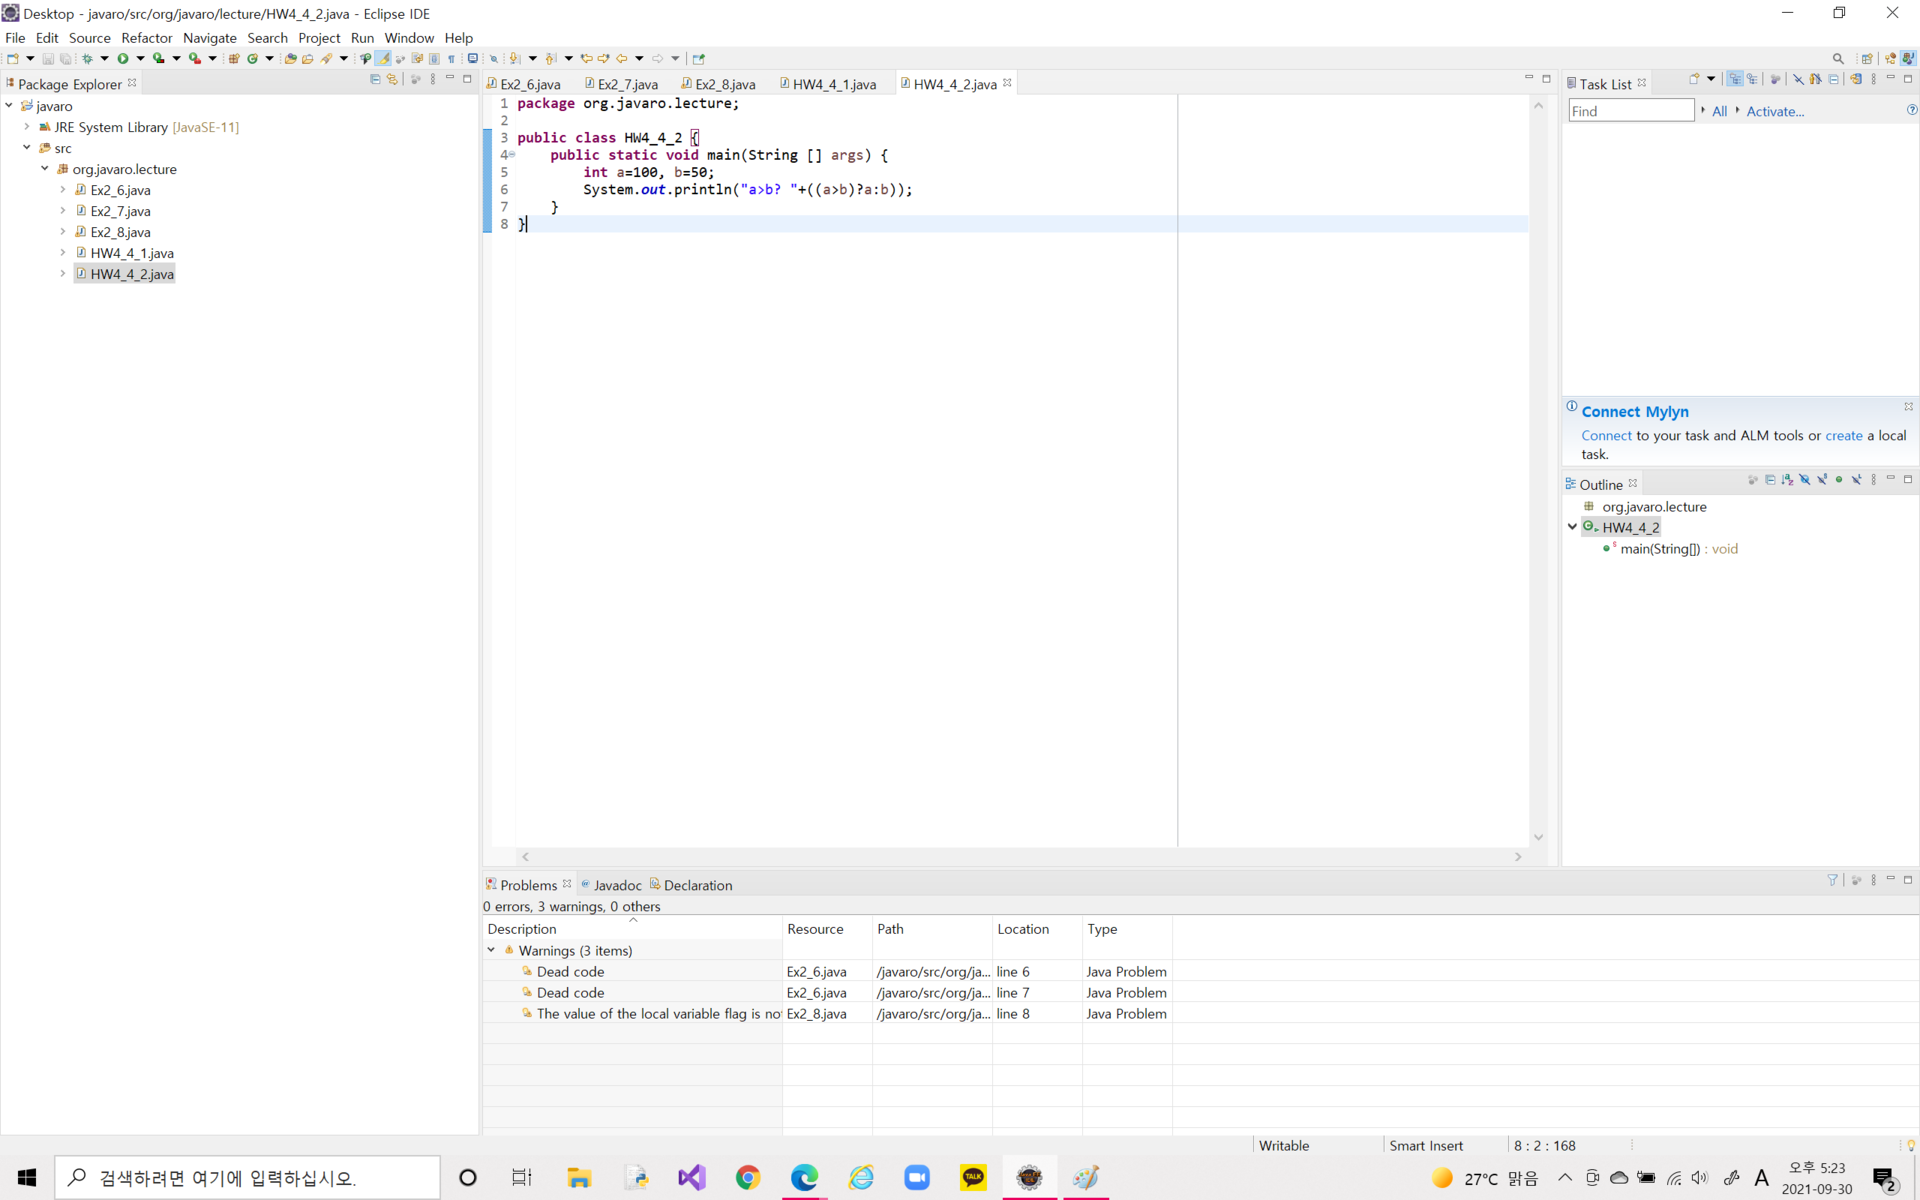 Desktop - javaro/src/org/javaro/lecture/HW4_4_2.java - Eclipse IDE
File Edit Source Refactor Navigate Search Project Run Window Help
Package Explorer
javaro
JRE System Library [JavaSE-11]
src
org.javaro.lecture
Ex2_6.java
Ex2_7.java
Ex2_8.java
HW4_4_1.java
HW4_4_2.java
Ex2_6.java Ex2_7.java Ex2_8.java HW4_4_1.java HW4_4_2.java
1 package org.javaro.lecture;
2
3 public class HW4_4_2 {
4 public static void main(String [] args) {
5 int a=100, b=50;
6 System.out.println("a>b? "+((a>b)?a:b));
7 }
8 }
Task List
Find All Activate...
Connect Mylyn
Connect to your task and ALM tools or create a local
task.
Outline
org.javaro.lecture
HW4_4_2
main(String[]) : void
Problems Javadoc Declaration
0 errors, 3 warnings, 0 others
Description Resource Path Location Type
Warnings (3 items)
Dead code Ex2_6.java /javaro/src/org/ja... line 6 Java Problem
Dead code Ex2_6.java /javaro/src/org/ja... line 7 Java Problem
The value of the local variable flag is no Ex2_8.java /javaro/src/org/ja... line 8 Java Problem
Writable Smart Insert 8 : 2 : 168
검색하려면 여기에 입력하십시오.
TALK
27°C 맑음 A 오후 5:23
2021-09-30
2